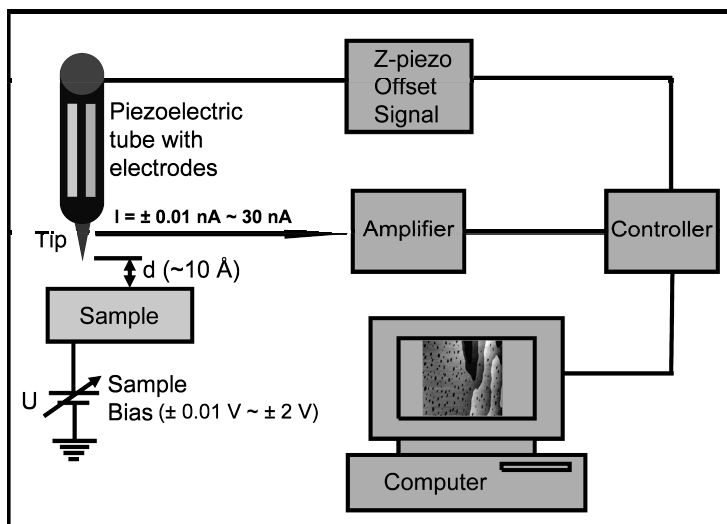 Z-piezo
Offset
Signal
Piezoelectric
tube with
electrodes
I = ± 0.01 nA ~ 30 nA
Tip
Amplifier
Controller
d (~10 Å)
Sample
U
Sample
Bias (± 0.01 V ~ ± 2 V)
Computer